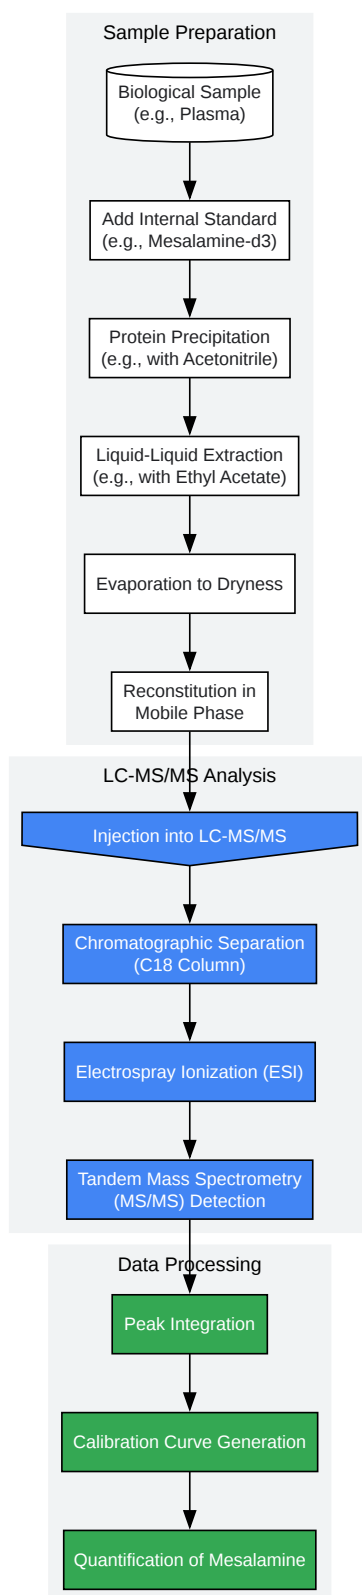 Sample Preparation
Biological Sample
(e.g., Plasma)
Add Internal Standard
(e.g., Mesalamine-d3)
Protein Precipitation
(e.g., with Acetonitrile)
Liquid-Liquid Extraction
(e.g., with Ethyl Acetate)
Evaporation to Dryness
Reconstitution in
Mobile Phase
LC-MS/MS Analysis
Injection into LC-MS/MS
Chromatographic Separation
(C18 Column)
Electrospray Ionization (ESI)
Tandem Mass Spectrometry
(MS/MS) Detection
Data Processing
Peak Integration
Calibration Curve Generation
Quantification of Mesalamine